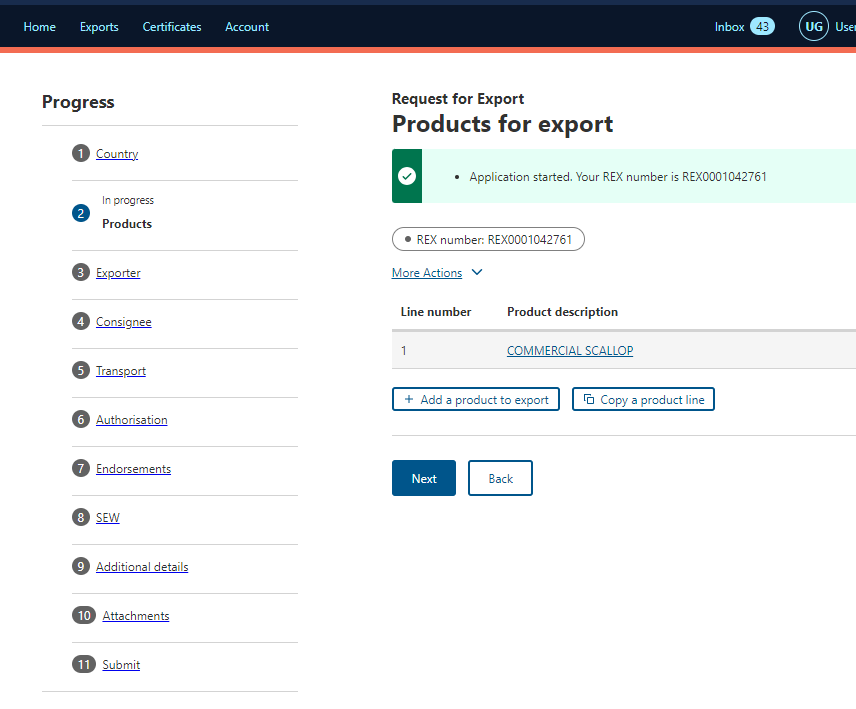 Home Exports Certificates Account Inbox 43 UG User
Progress
1 Country
In progress
2 Products
3 Exporter
4 Consignee
5 Transport
6 Authorisation
7 Endorsements
8 SEW
9 Additional details
10 Attachments
11 Submit
Request for Export
Products for export
Application started. Your REX number is REX0001042761
REX number: REX0001042761
More Actions
Line number Product description
1 COMMERCIAL SCALLOP
+ Add a product to export Copy a product line
Next Back